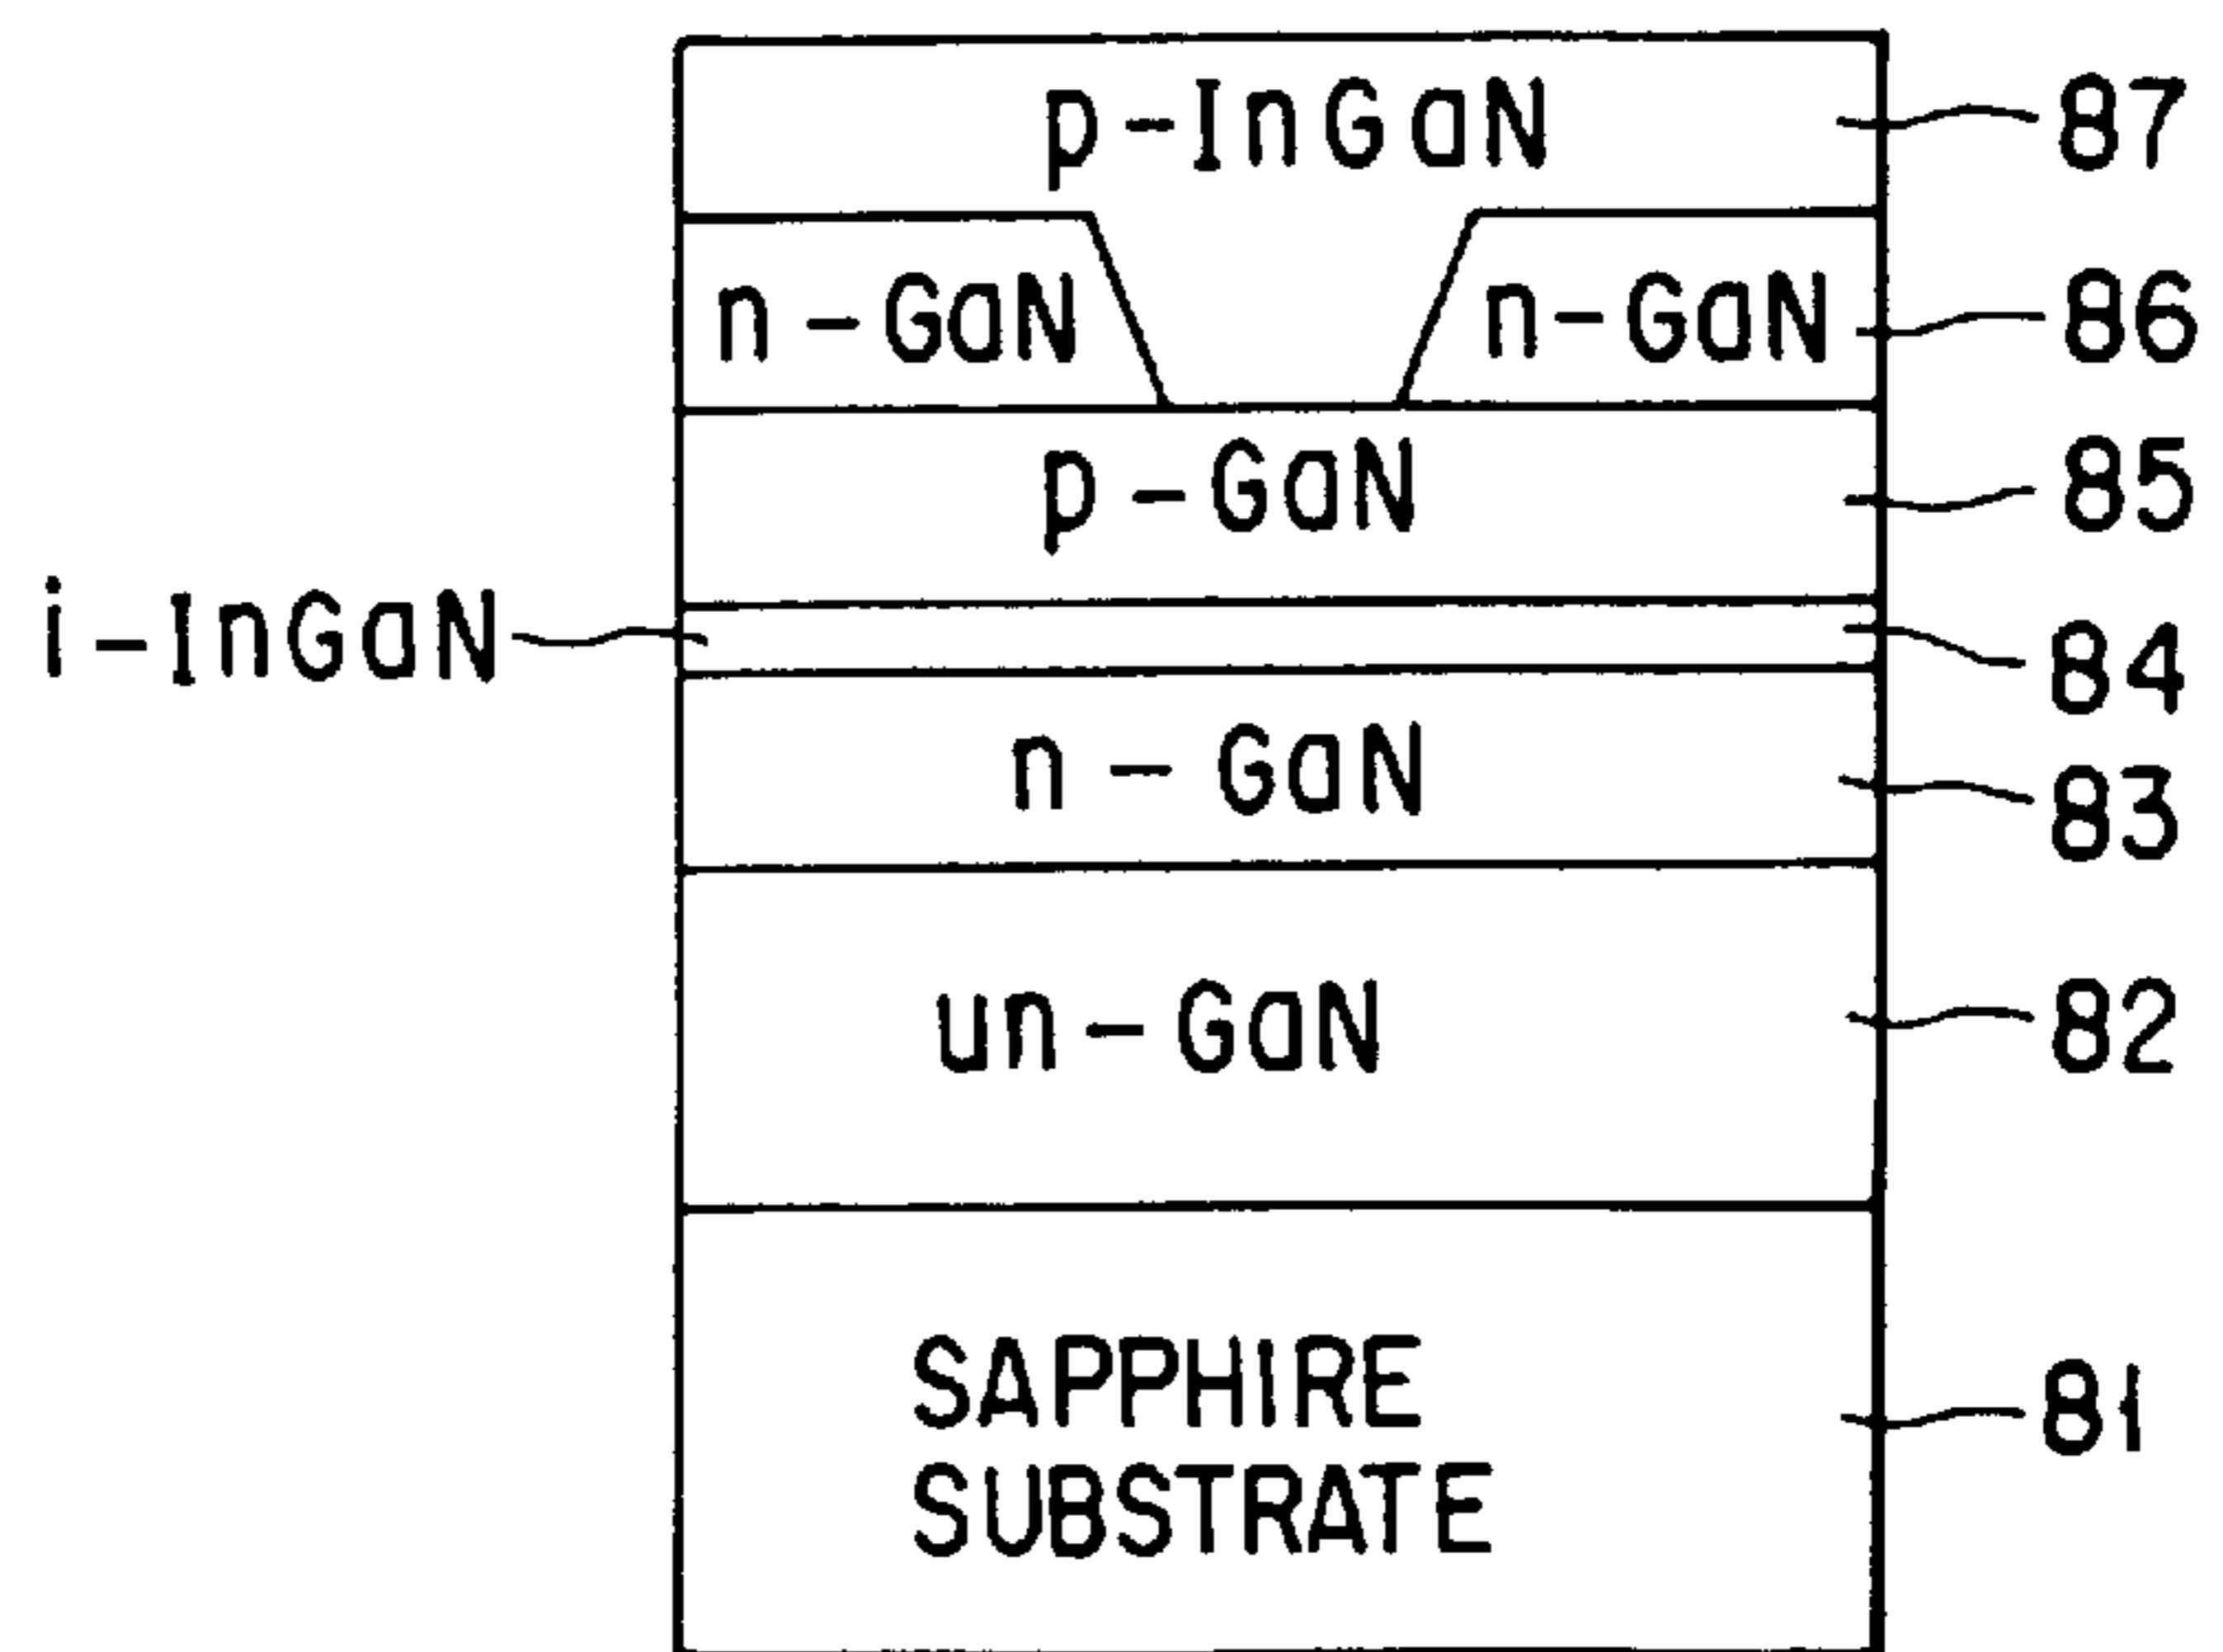 p-InGaN 87
n-GaN n-GaN 86
p-GaN 85
i-InGaN 84
n-GaN 83
un-GaN 82
SAPPHIRE
SUBSTRATE 81